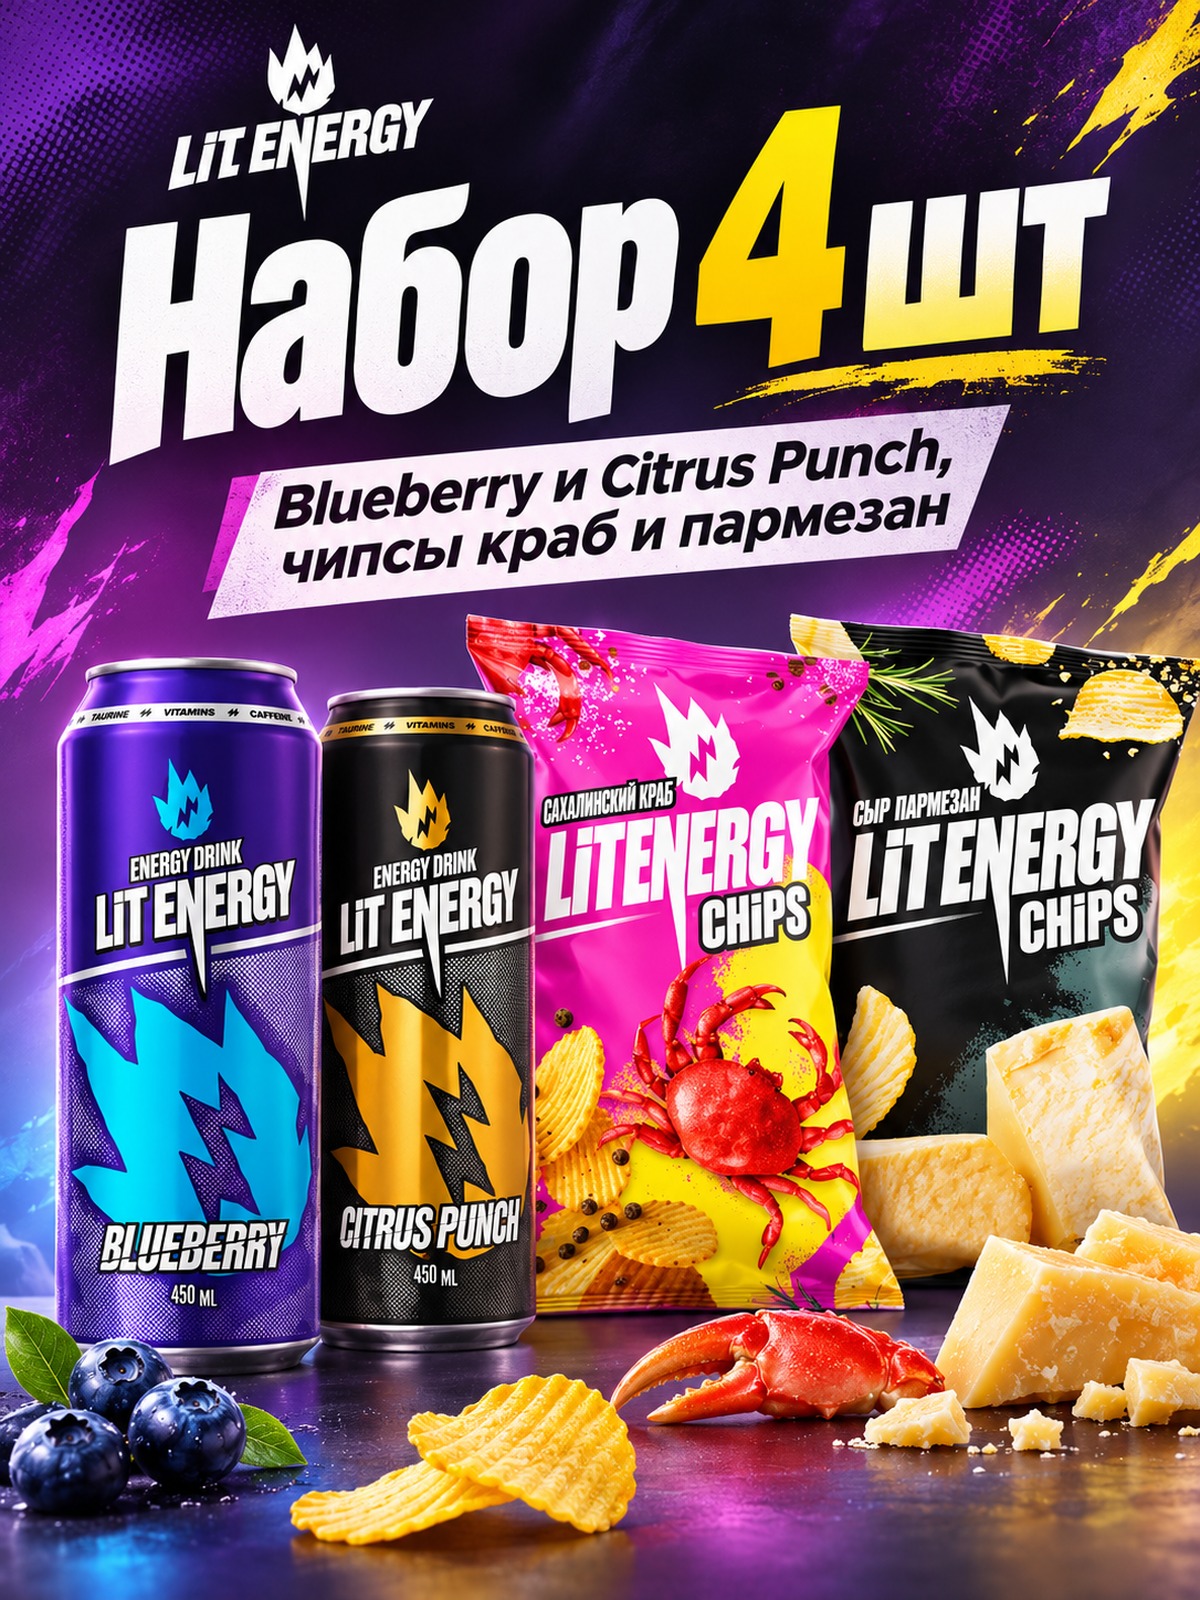 LiT ENERGY
Набор 4 шт
Blueberry и Citrus Punch,
чипсы краб и пармезан
TAURINE VITAMINS CAFFEINE
ENERGY DRINK
LiT ENERGY
BLUEBERRY
450 ML
TAURINE VITAMINS CAFFEINE
ENERGY DRINK
LiT ENERGY
CITRUS PUNCH
450 ML
САХАЛИНСКИЙ КРАБ
LiT ENERGY
CHiPS
СЫР ПАРМЕЗАН
LiT ENERGY
CHiPS